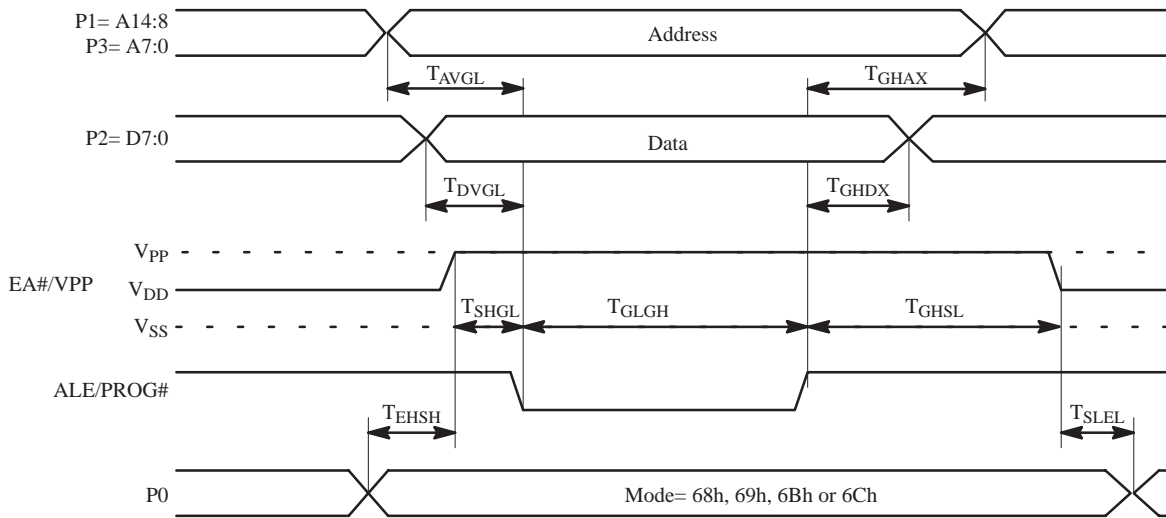 P1= A14:8
P3= A7:0
Address
TAVGL
TGHAX
P2= D7:0
Data
TDVGL
TGHDX
VPP
EA#/VPP
VDD
TSHGL
TGLGH
TGHSL
VSS
ALE/PROG#
TEHSH
TSLEL
P0
Mode= 68h, 69h, 6Bh or 6Ch